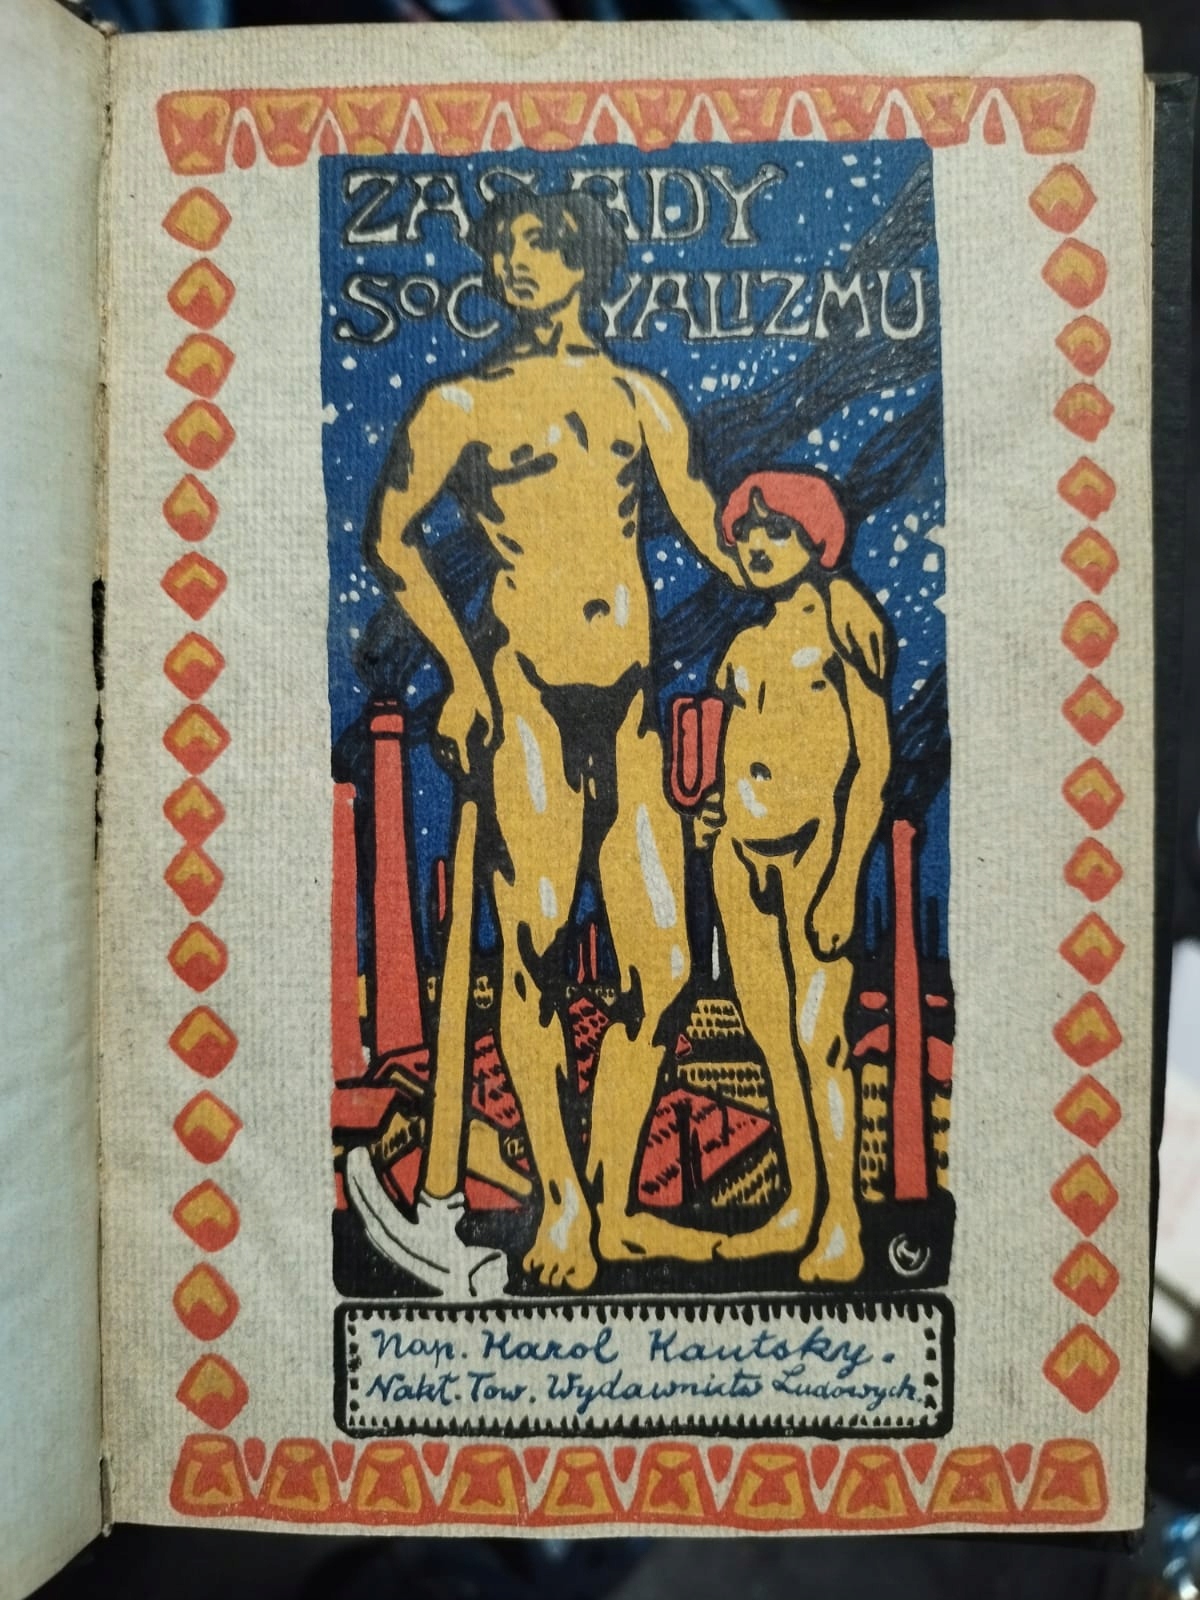 ZASADY
SOCYALIZMU
Nap. Karol Kautsky.
Nakł. Tow. Wydawnictw Ludowych.